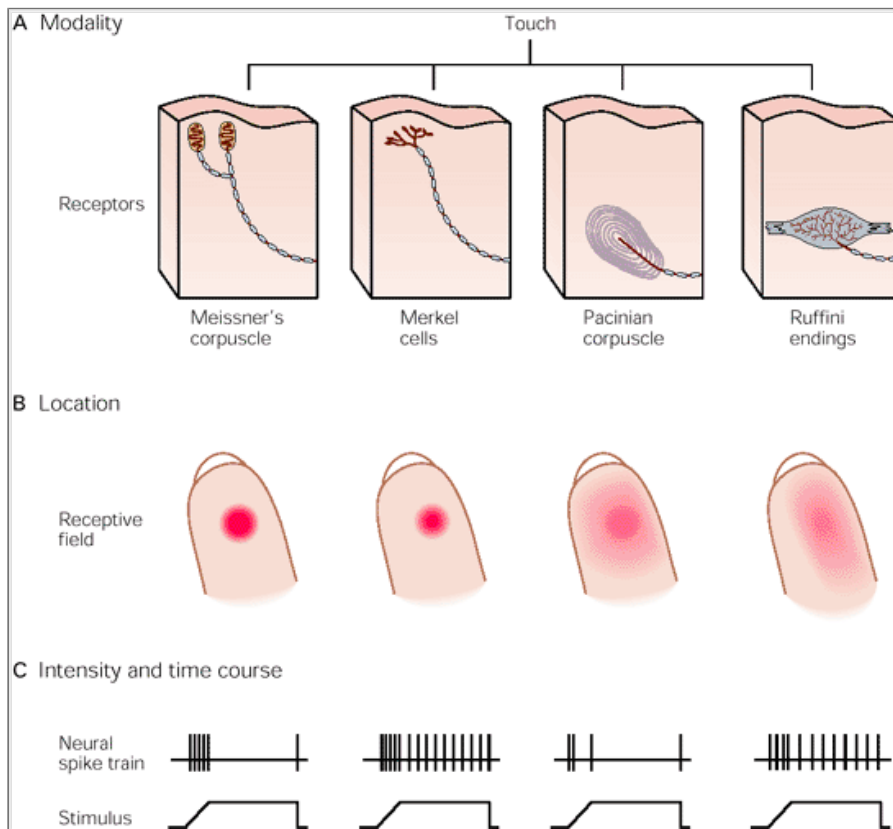 A Modality
Touch
Receptors
Meissner's
corpuscle
Merkel
cells
Pacinian
corpuscle
Ruffini
endings
B Location
Receptive
field
C Intensity and time course
Neural
spike train
Stimulus